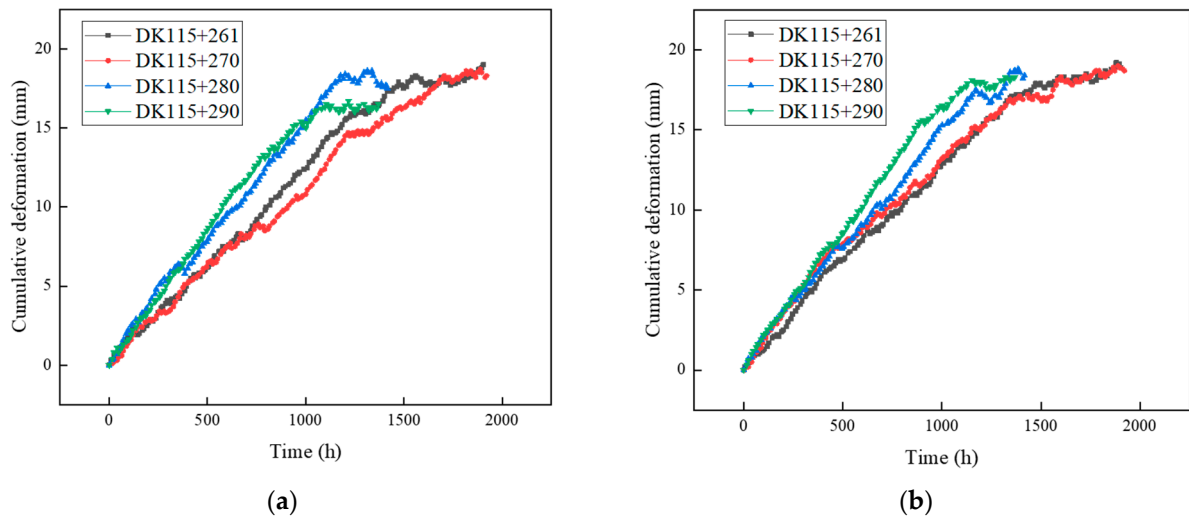 DK115+261
DK115+270
DK115+280
DK115+290
Cumulative deformation (mm)
20
15
10
5
0
0 500 1000 1500 2000
Time (h)
(a)
DK115+261
DK115+270
DK115+280
DK115+290
Cumulative deformation (mm)
20
15
10
5
0
0 500 1000 1500 2000
Time (h)
(b)